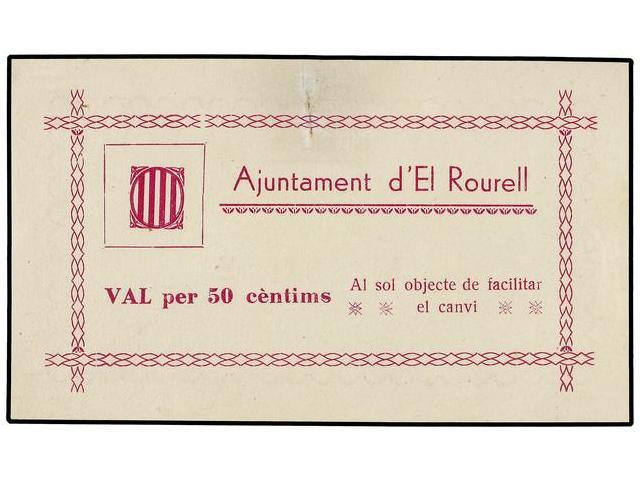 Ajuntament d'El Rourell
VAL per 50 cèntims
Al sol objecte de facilitar
el canvi